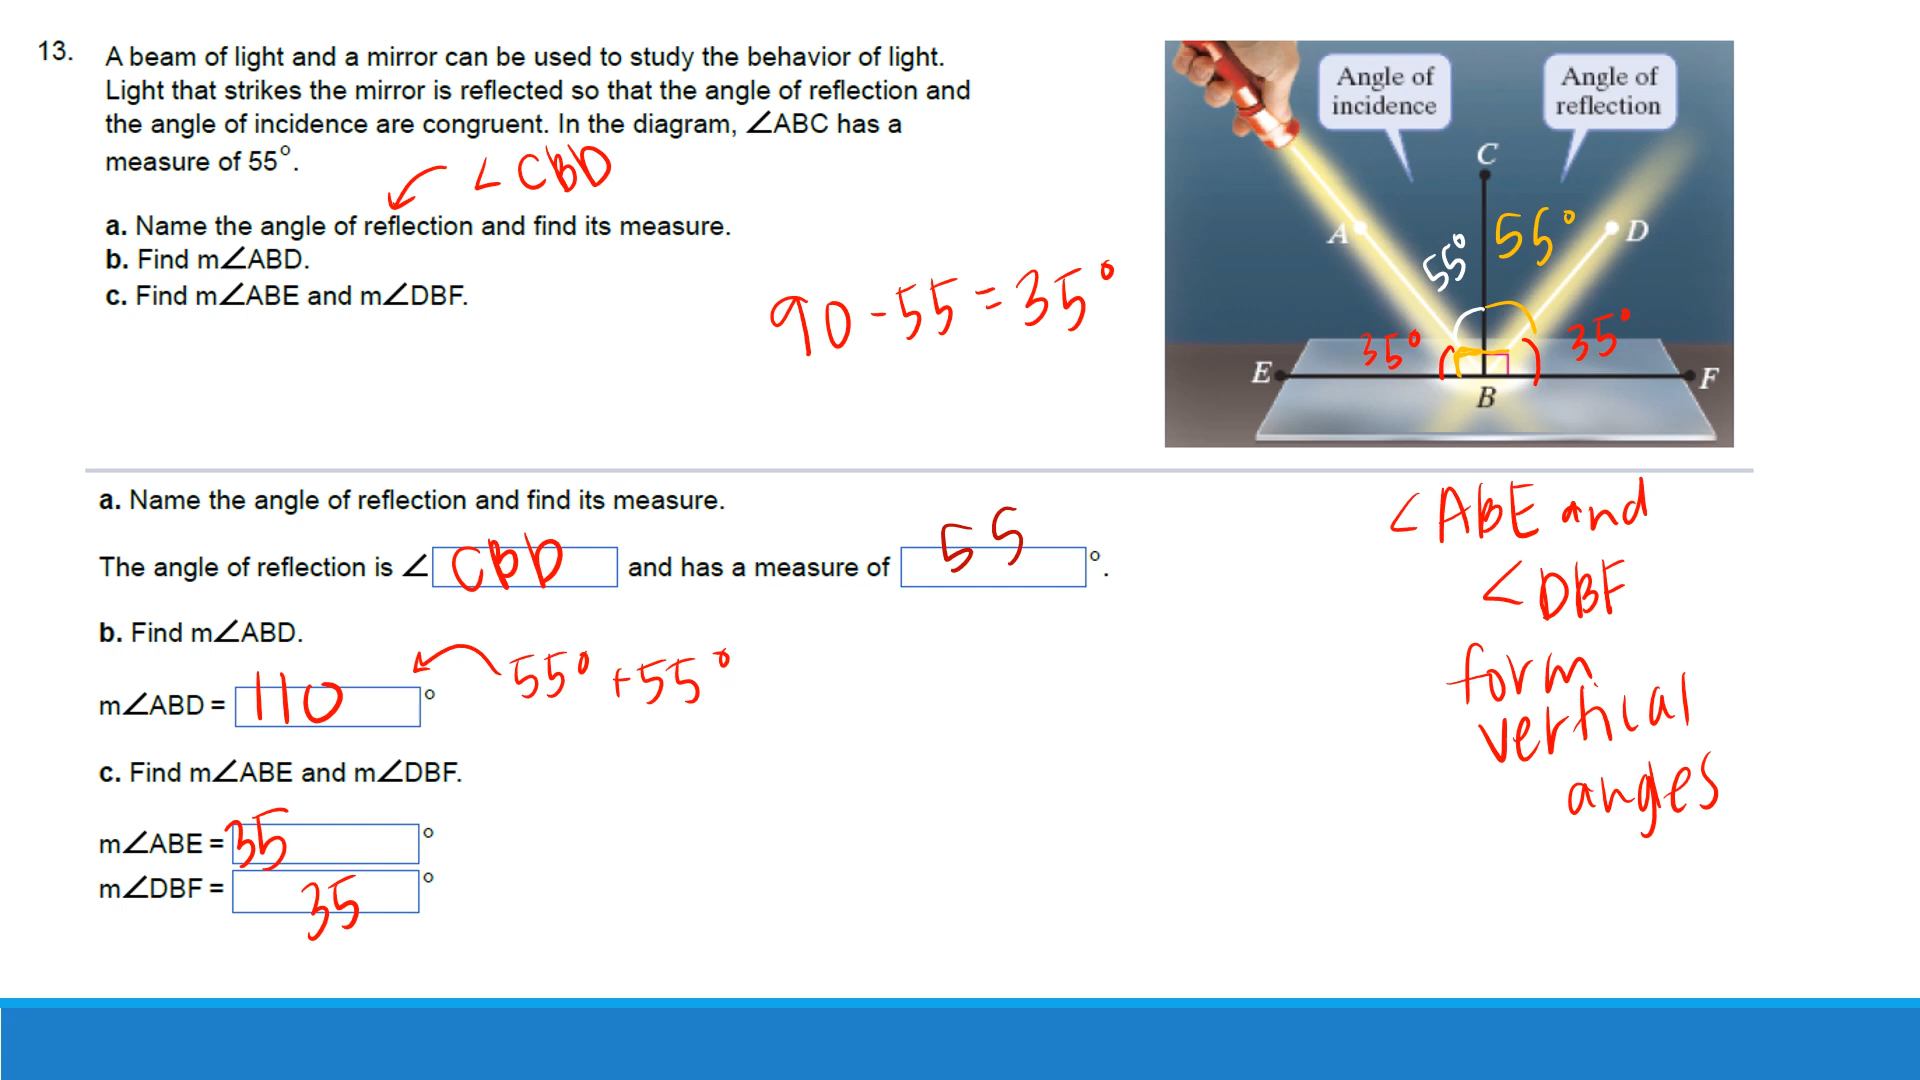 13. A beam of light and a mirror can be used to study the behavior of light.
Light that strikes the mirror is reflected so that the angle of reflection and
the angle of incidence are congruent. In the diagram, ∠ABC has a
measure of 55°.
∠CBD
a. Name the angle of reflection and find its measure.
b. Find m∠ABD.
c. Find m∠ABE and m∠DBF.
90-55=35°
Angle of
incidence
Angle of
reflection
C
A
55°
55°
D
35°
35°
E
B
F
a. Name the angle of reflection and find its measure.
The angle of reflection is ∠ CBD and has a measure of 55 °.
b. Find m∠ABD.
m∠ABD = 110 °
55° +55°
c. Find m∠ABE and m∠DBF.
m∠ABE = 35 °
m∠DBF = 35 °
∠ABE and
∠DBF
form
vertical
angles